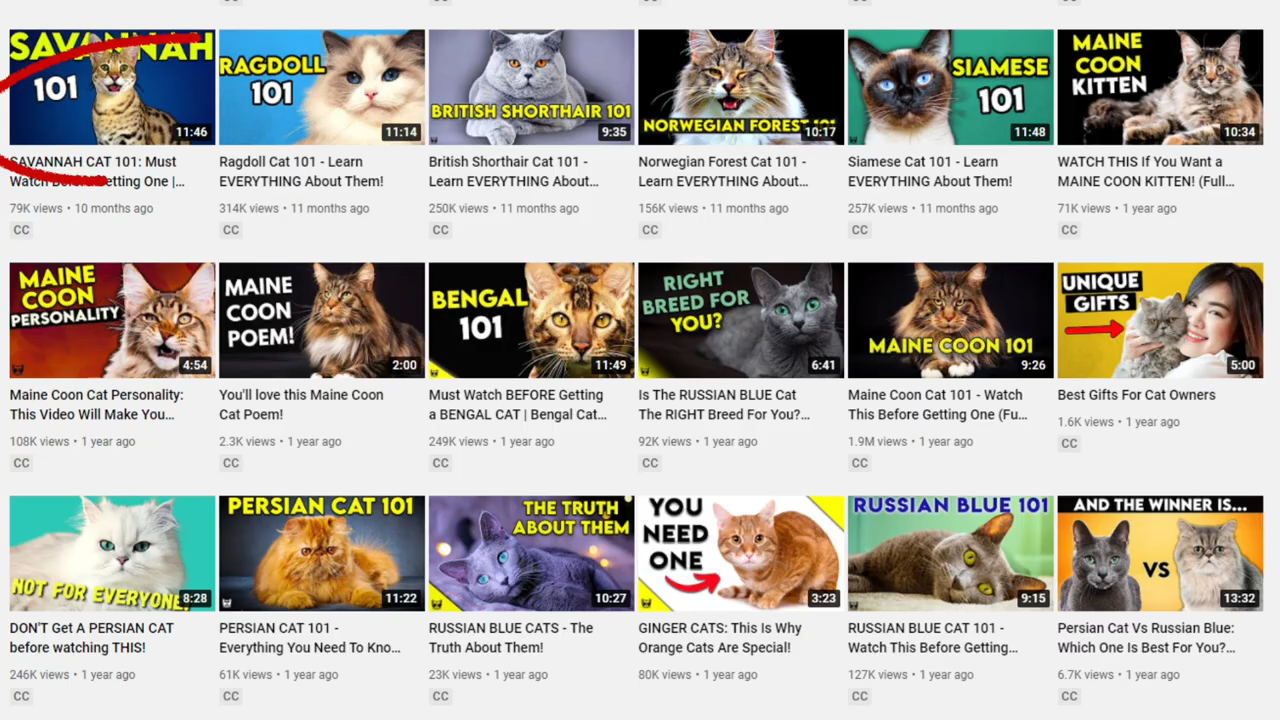 CC
CC
CC
CC
CC
CC
SAVANNAH
101
11:46
RAGDOLL
101
11:14
BRITISH SHORTHAIR 101
9:35
NORWEGIAN FOREST 101
10:17
SIAMESE
101
11:48
MAINE
COON
KITTEN
10:34
SAVANNAH CAT 101: Must
Watch Before Getting One |...
79K views • 10 months ago
CC
Ragdoll Cat 101 - Learn
EVERYTHING About Them!
314K views • 11 months ago
CC
British Shorthair Cat 101 -
Learn EVERYTHING About...
250K views • 11 months ago
CC
Norwegian Forest Cat 101 -
Learn EVERYTHING About...
156K views • 11 months ago
CC
Siamese Cat 101 - Learn
EVERYTHING About Them!
257K views • 11 months ago
CC
WATCH THIS If You Want a
MAINE COON KITTEN! (Full...
71K views • 1 year ago
CC
MAINE
COON
PERSONALITY
4:54
MAINE
COON
POEM!
2:00
BENGAL
101
11:49
RIGHT
BREED FOR
YOU?
6:41
MAINE COON 101
9:26
UNIQUE
GIFTS
5:00
Maine Coon Cat Personality:
This Video Will Make You...
108K views • 1 year ago
CC
You'll love this Maine Coon
Cat Poem!
2.3K views • 1 year ago
CC
Must Watch BEFORE Getting
a BENGAL CAT | Bengal Cat...
249K views • 1 year ago
CC
Is The RUSSIAN BLUE Cat
The RIGHT Breed For You?...
92K views • 1 year ago
CC
Maine Coon Cat 101 - Watch
This Before Getting One (Fu...
1.9M views • 1 year ago
CC
Best Gifts For Cat Owners
1.6K views • 1 year ago
CC
NOT FOR EVERYONE!
8:28
PERSIAN CAT 101
11:22
THE TRUTH
ABOUT THEM
10:27
YOU
NEED
ONE
3:23
RUSSIAN BLUE 101
9:15
AND THE WINNER IS...
VS
13:32
DON'T Get A PERSIAN CAT
before watching THIS!
246K views • 1 year ago
CC
PERSIAN CAT 101 -
Everything You Need To Kno...
61K views • 1 year ago
CC
RUSSIAN BLUE CATS - The
Truth About Them!
23K views • 1 year ago
CC
GINGER CATS: This Is Why
Orange Cats Are Special!
80K views • 1 year ago
RUSSIAN BLUE CAT 101 -
Watch This Before Getting...
127K views • 1 year ago
CC
Persian Cat Vs Russian Blue:
Which One Is Best For You?...
6.7K views • 1 year ago
CC